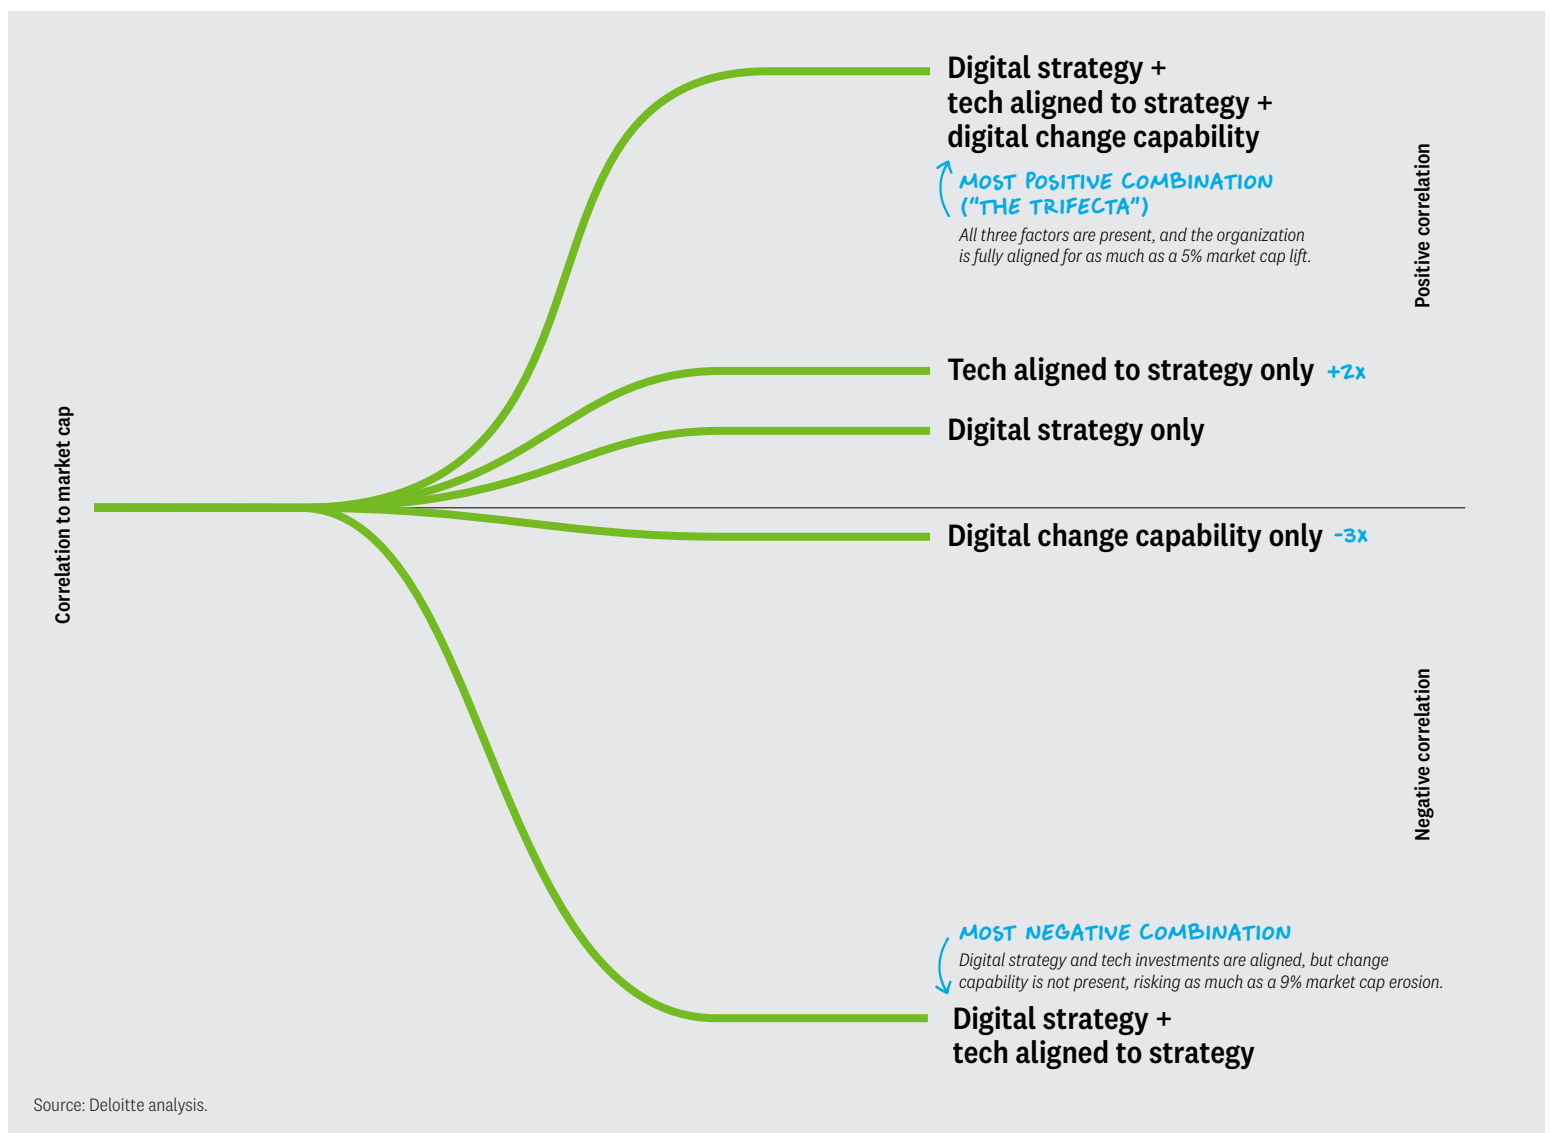 Digital strategy +
tech aligned to strategy +
digital change capability
MOST POSITIVE COMBINATION
("THE TRIFECTA")
All three factors are present, and the organization
is fully aligned for as much as a 5% market cap lift.
Positive correlation
Tech aligned to strategy only +2x
Digital strategy only
Correlation to market cap
Digital change capability only -3x
Negative correlation
MOST NEGATIVE COMBINATION
Digital strategy and tech investments are aligned, but change
capability is not present, risking as much as a 9% market cap erosion.
Digital strategy +
tech aligned to strategy
Source: Deloitte analysis.